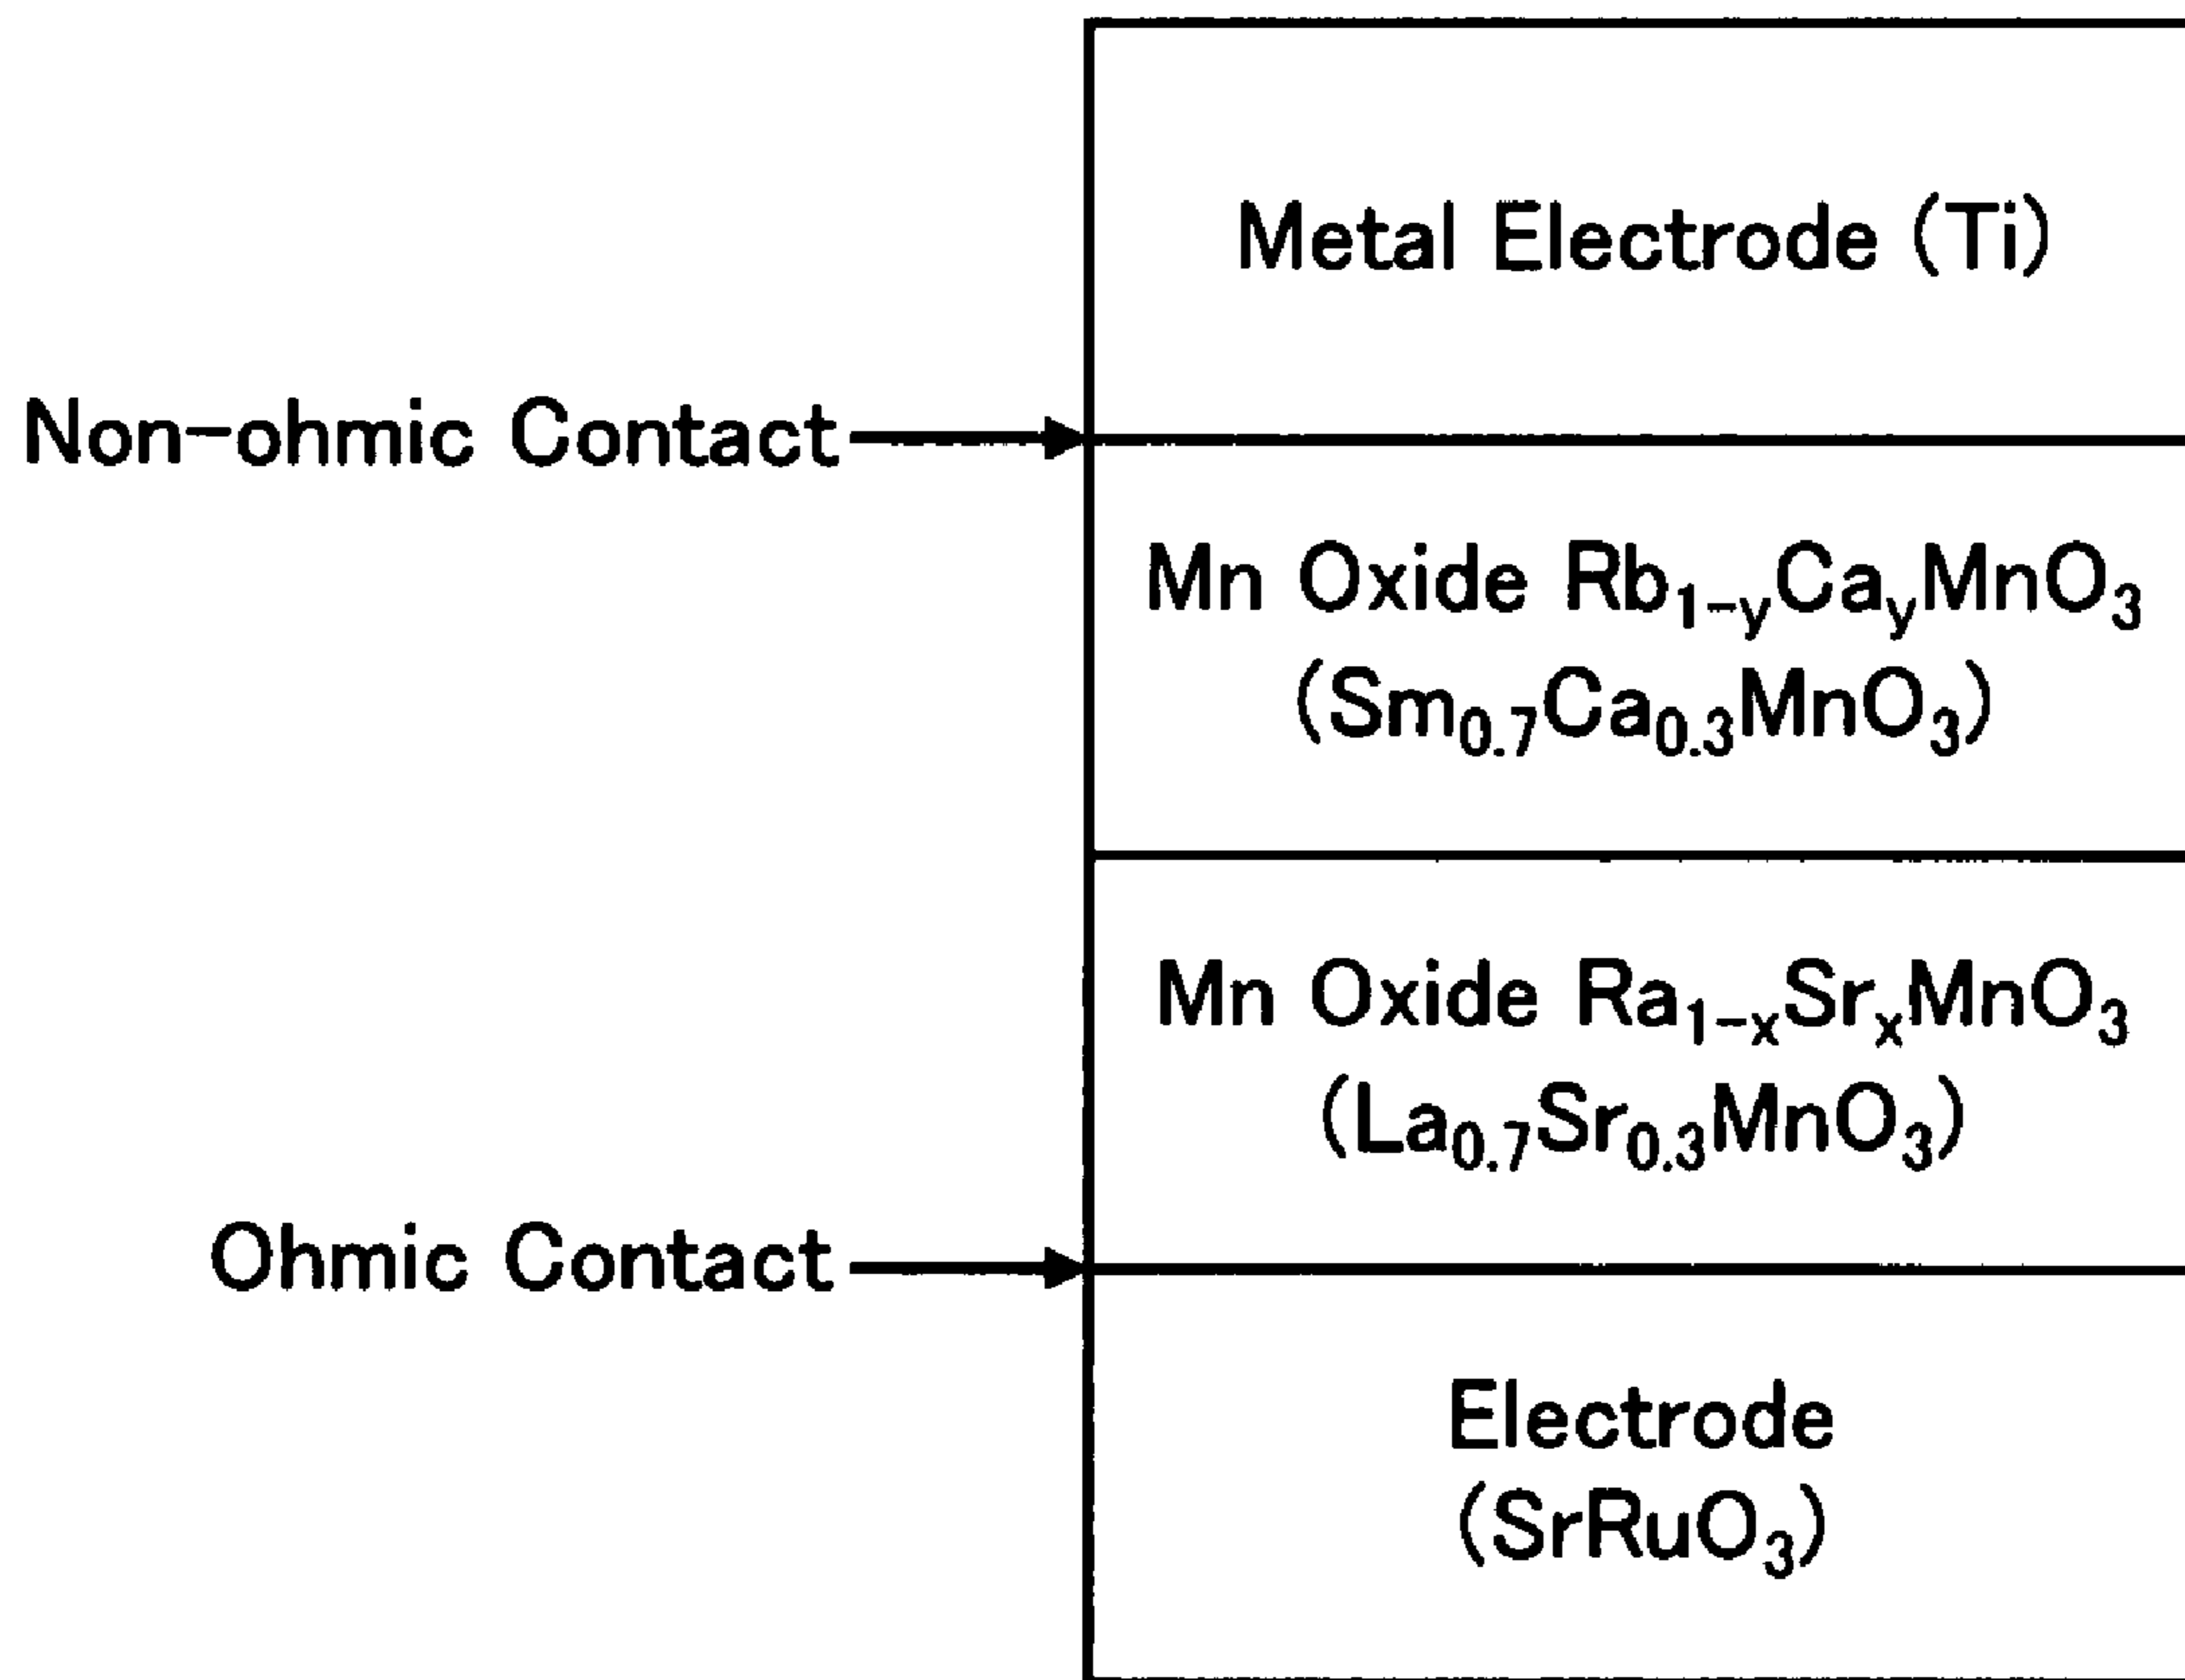 Metal Electrode (Ti)
Non-ohmic Contact
Mn Oxide Rb₁₋yCayMnO₃
(Sm₀.₇Ca₀.₃MnO₃)
Mn Oxide Ra₁₋ₓSrₓMnO₃
(La₀.₇Sr₀.₃MnO₃)
Ohmic Contact
Electrode
(SrRuO₃)